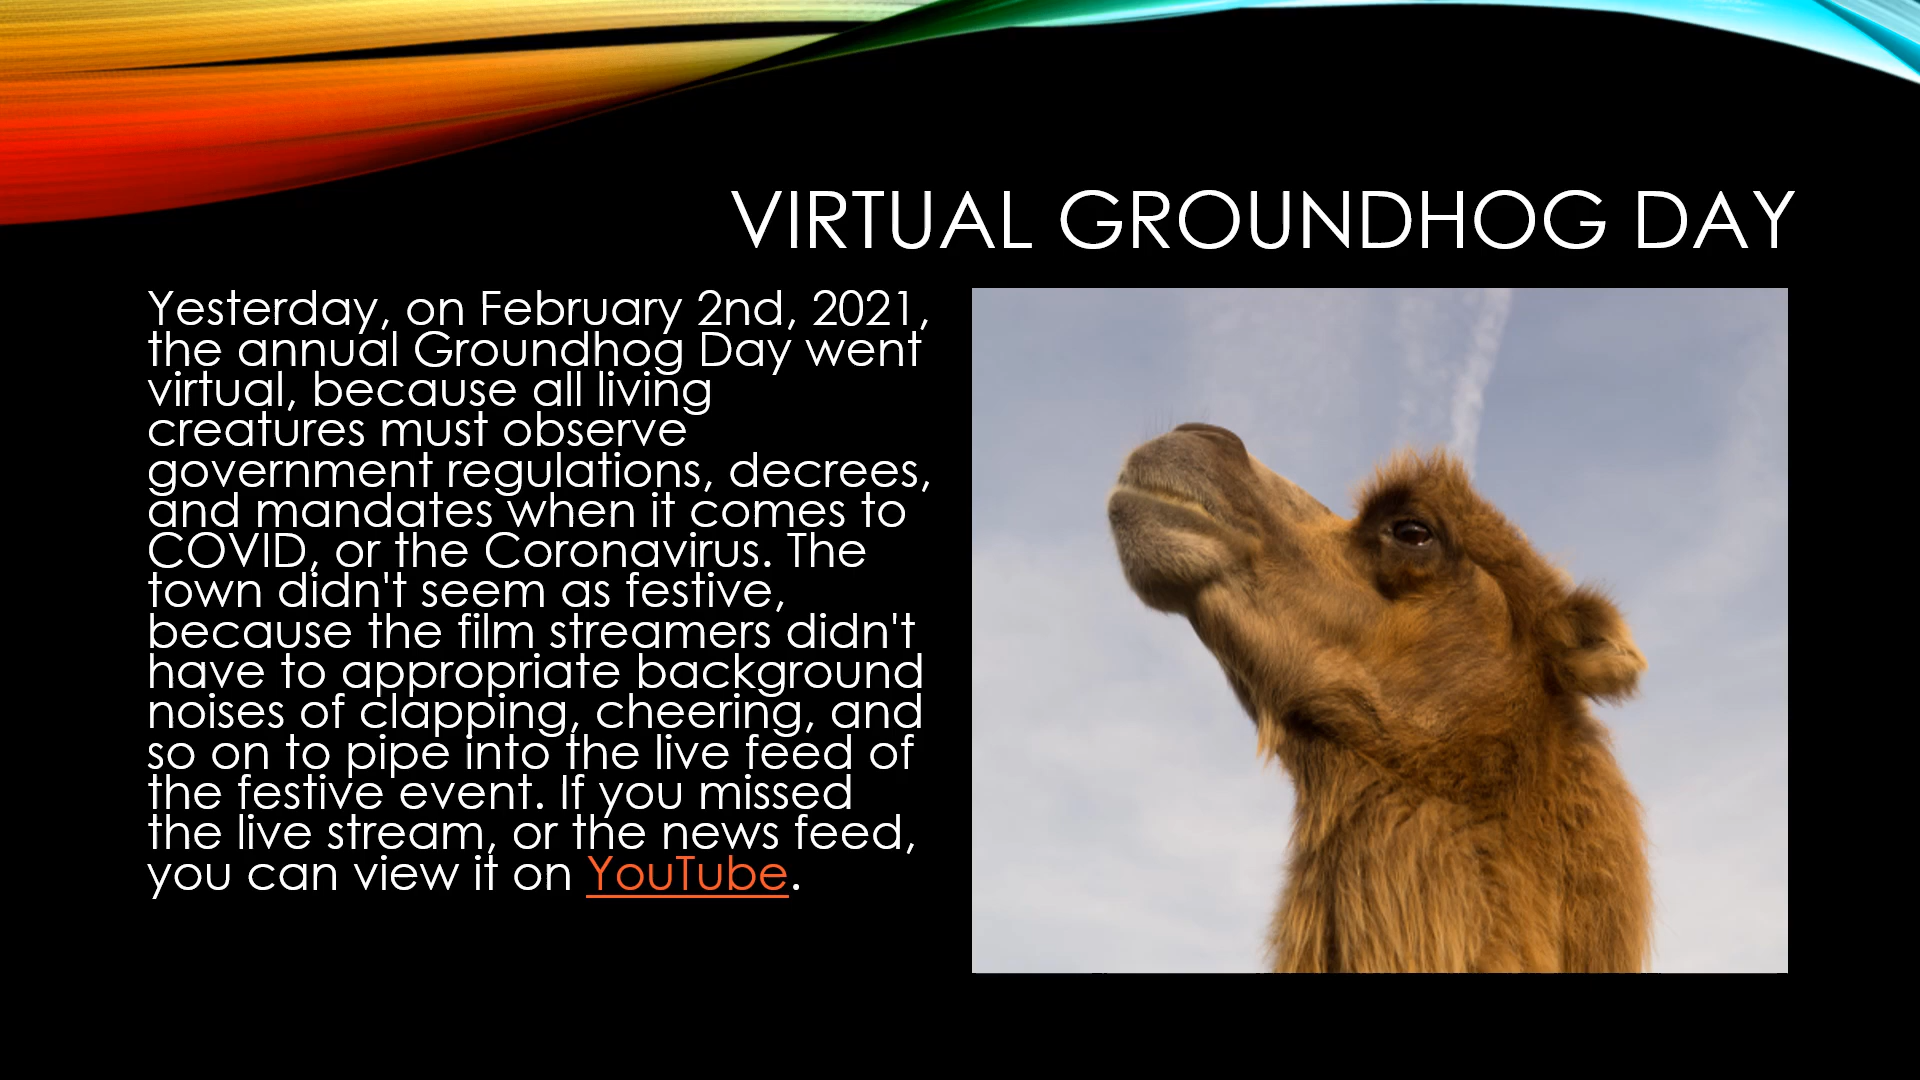 VIRTUAL GROUNDHOG DAY
Yesterday, on February 2nd, 2021,
the annual Groundhog Day went
virtual, because all living
creatures must observe
government regulations, decrees,
and mandates when it comes to
COVID, or the Coronavirus. The
town didn't seem as festive,
because the film streamers didn't
have to appropriate background
noises of clapping, cheering, and
so on to pipe into the live feed of
the festive event. If you missed
the live stream, or the news feed,
you can view it on YouTube.